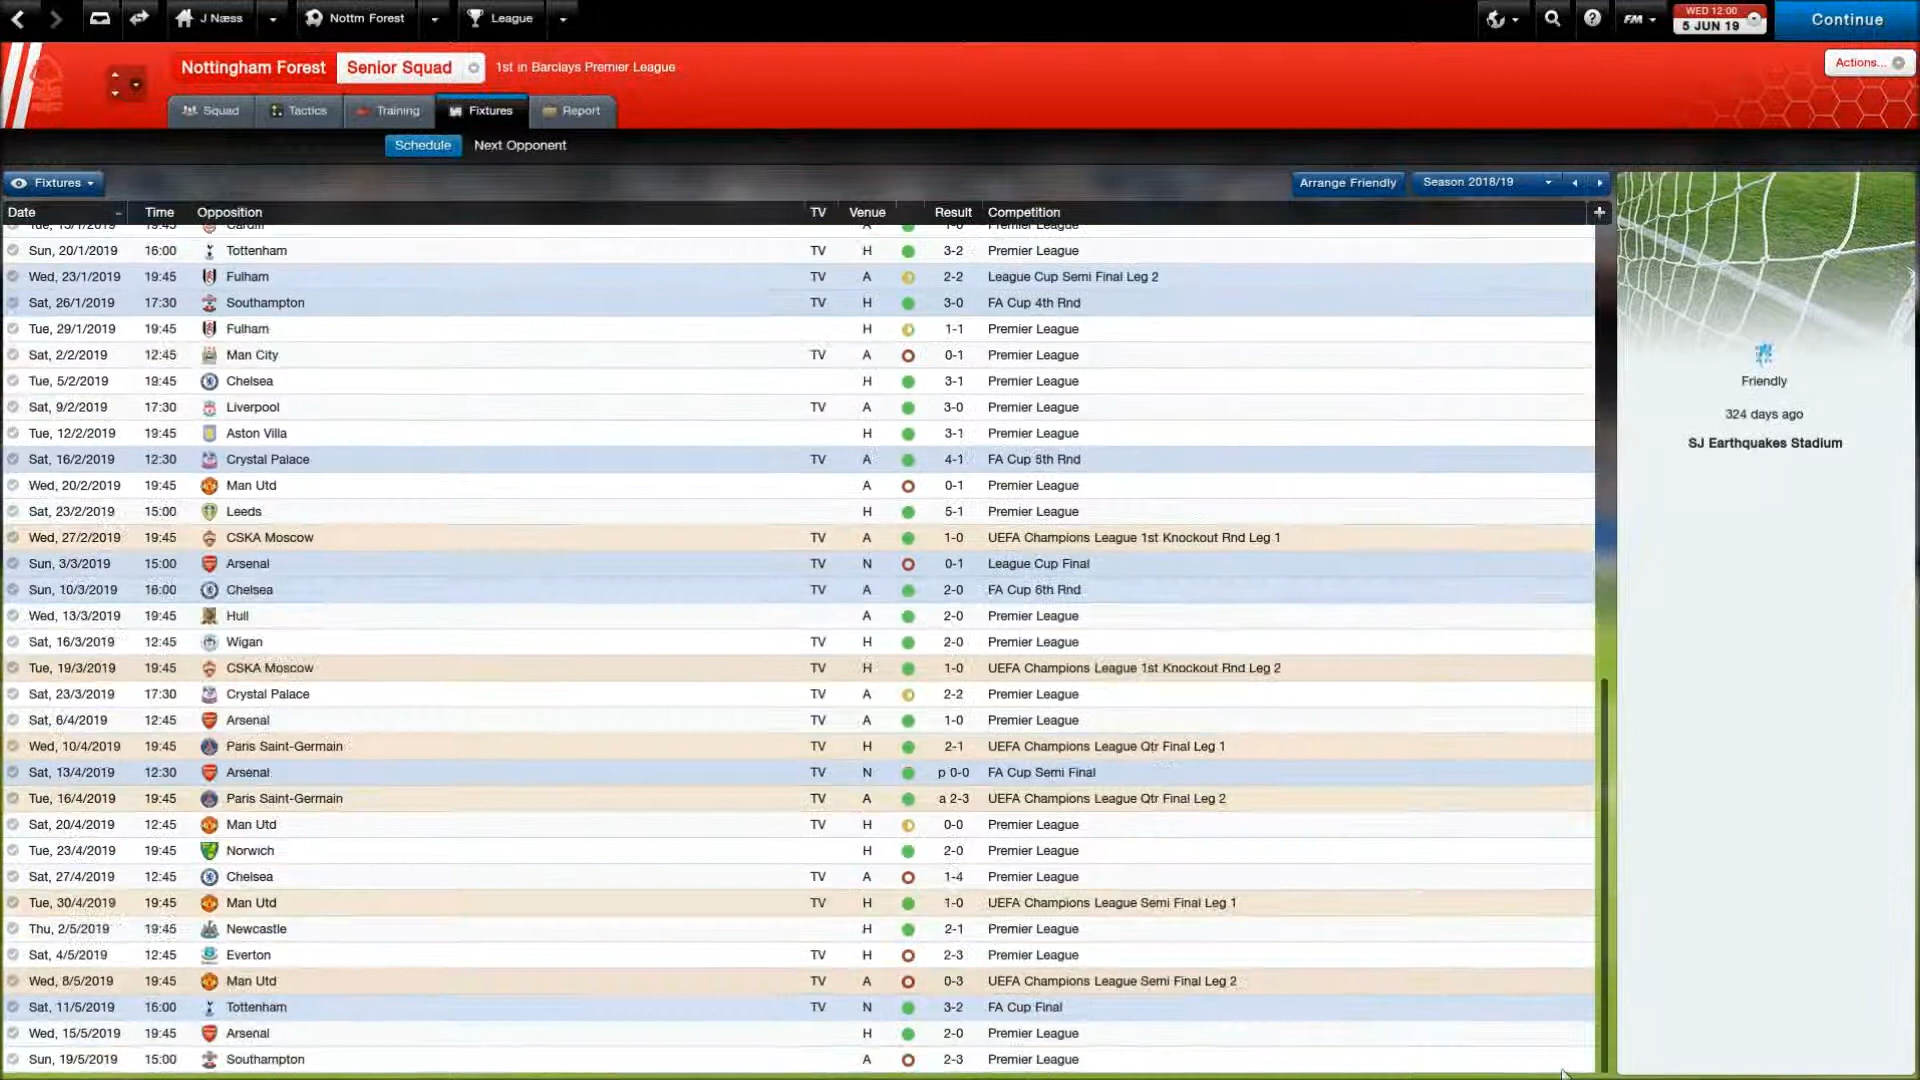 J Næss Nottm Forest League FM WED 12:00 5 JUN 19 Continue
Nottingham Forest Senior Squad 1st in Barclays Premier League Actions...
Squad Tactics Training Fixtures Report
Schedule Next Opponent
Fixtures Arrange Friendly Season 2018/19
Date Time Opposition TV Venue Result Competition
Tue, 15/1/2019 19:45 Cardiff A 1-0 Premier League
Sun, 20/1/2019 16:00 Tottenham TV H 3-2 Premier League
Wed, 23/1/2019 19:45 Fulham TV A 2-2 League Cup Semi Final Leg 2
Sat, 26/1/2019 17:30 Southampton TV H 3-0 FA Cup 4th Rnd
Tue, 29/1/2019 19:45 Fulham H 1-1 Premier League
Sat, 2/2/2019 12:45 Man City TV A 0-1 Premier League
Tue, 5/2/2019 19:45 Chelsea H 3-1 Premier League
Sat, 9/2/2019 17:30 Liverpool TV A 3-0 Premier League
Tue, 12/2/2019 19:45 Aston Villa H 3-1 Premier League
Sat, 16/2/2019 12:30 Crystal Palace TV A 4-1 FA Cup 5th Rnd
Wed, 20/2/2019 19:45 Man Utd A 0-1 Premier League
Sat, 23/2/2019 15:00 Leeds H 5-1 Premier League
Wed, 27/2/2019 19:45 CSKA Moscow TV A 1-0 UEFA Champions League 1st Knockout Rnd Leg 1
Sun, 3/3/2019 15:00 Arsenal TV N 0-1 League Cup Final
Sun, 10/3/2019 16:00 Chelsea TV A 2-0 FA Cup 6th Rnd
Wed, 13/3/2019 19:45 Hull A 2-0 Premier League
Sat, 16/3/2019 12:45 Wigan TV H 2-0 Premier League
Tue, 19/3/2019 19:45 CSKA Moscow TV H 1-0 UEFA Champions League 1st Knockout Rnd Leg 2
Sat, 23/3/2019 17:30 Crystal Palace TV A 2-2 Premier League
Sat, 6/4/2019 12:45 Arsenal TV A 1-0 Premier League
Wed, 10/4/2019 19:45 Paris Saint-Germain TV H 2-1 UEFA Champions League Qtr Final Leg 1
Sat, 13/4/2019 12:30 Arsenal TV N p 0-0 FA Cup Semi Final
Tue, 16/4/2019 19:45 Paris Saint-Germain TV A a 2-3 UEFA Champions League Qtr Final Leg 2
Sat, 20/4/2019 12:45 Man Utd TV H 0-0 Premier League
Tue, 23/4/2019 19:45 Norwich H 2-0 Premier League
Sat, 27/4/2019 12:45 Chelsea TV A 1-4 Premier League
Tue, 30/4/2019 19:45 Man Utd TV H 1-0 UEFA Champions League Semi Final Leg 1
Thu, 2/5/2019 19:45 Newcastle H 2-1 Premier League
Sat, 4/5/2019 12:45 Everton TV H 2-3 Premier League
Wed, 8/5/2019 19:45 Man Utd TV A 0-3 UEFA Champions League Semi Final Leg 2
Sat, 11/5/2019 16:00 Tottenham TV N 3-2 FA Cup Final
Wed, 15/5/2019 19:45 Arsenal H 2-0 Premier League
Sun, 19/5/2019 15:00 Southampton A 2-3 Premier League
Friendly
324 days ago
SJ Earthquakes Stadium